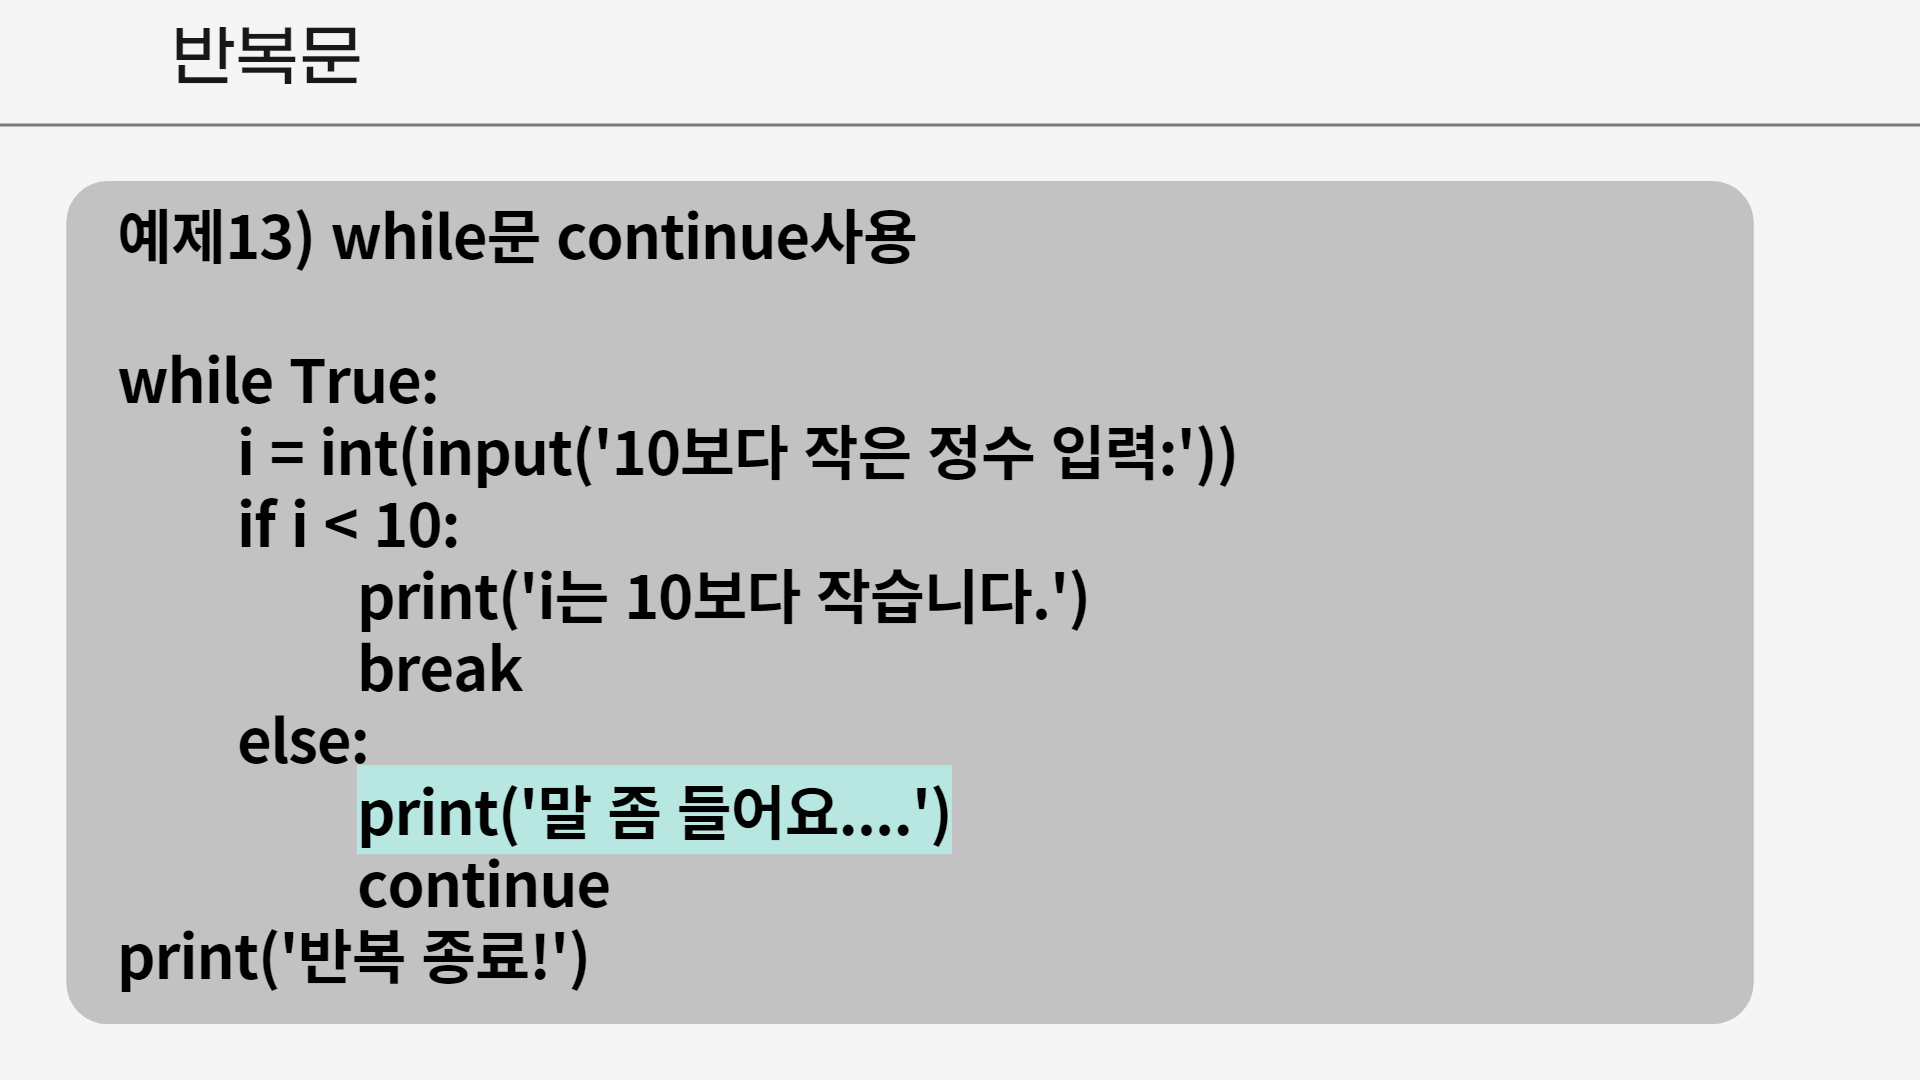 반복문
예제13) while문 continue사용
while True:
i = int(input('10보다 작은 정수 입력:'))
if i < 10:
print('i는 10보다 작습니다.')
break
else:
print('말 좀 들어요....')
continue
print('반복 종료!')